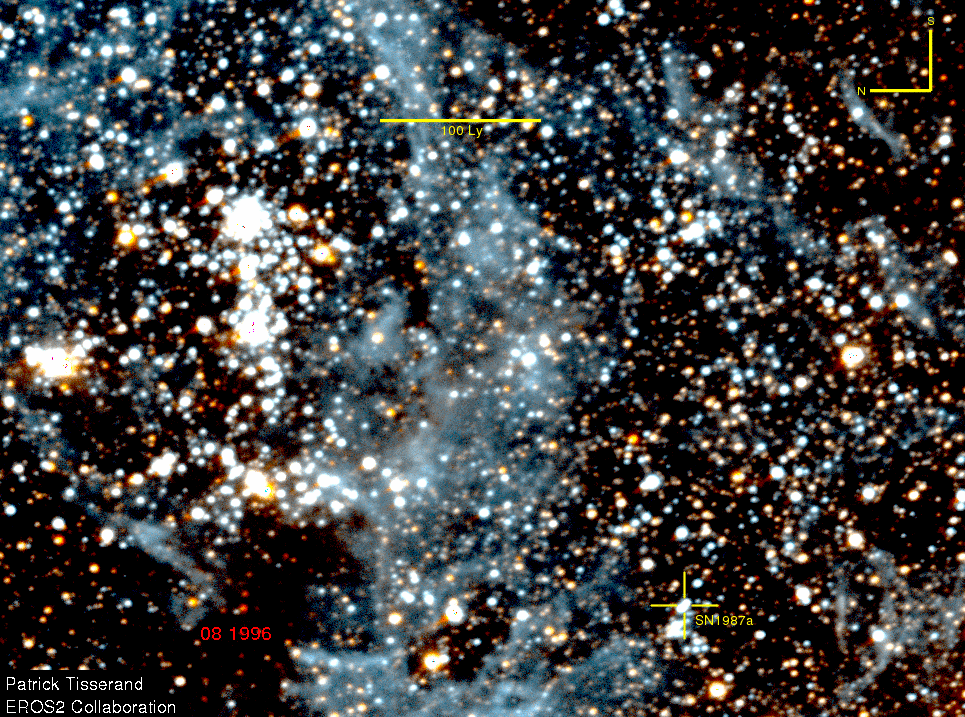 S
N
100 Ly
SN1987a
08 1996
Patrick Tisserand
EROS2 Collaboration